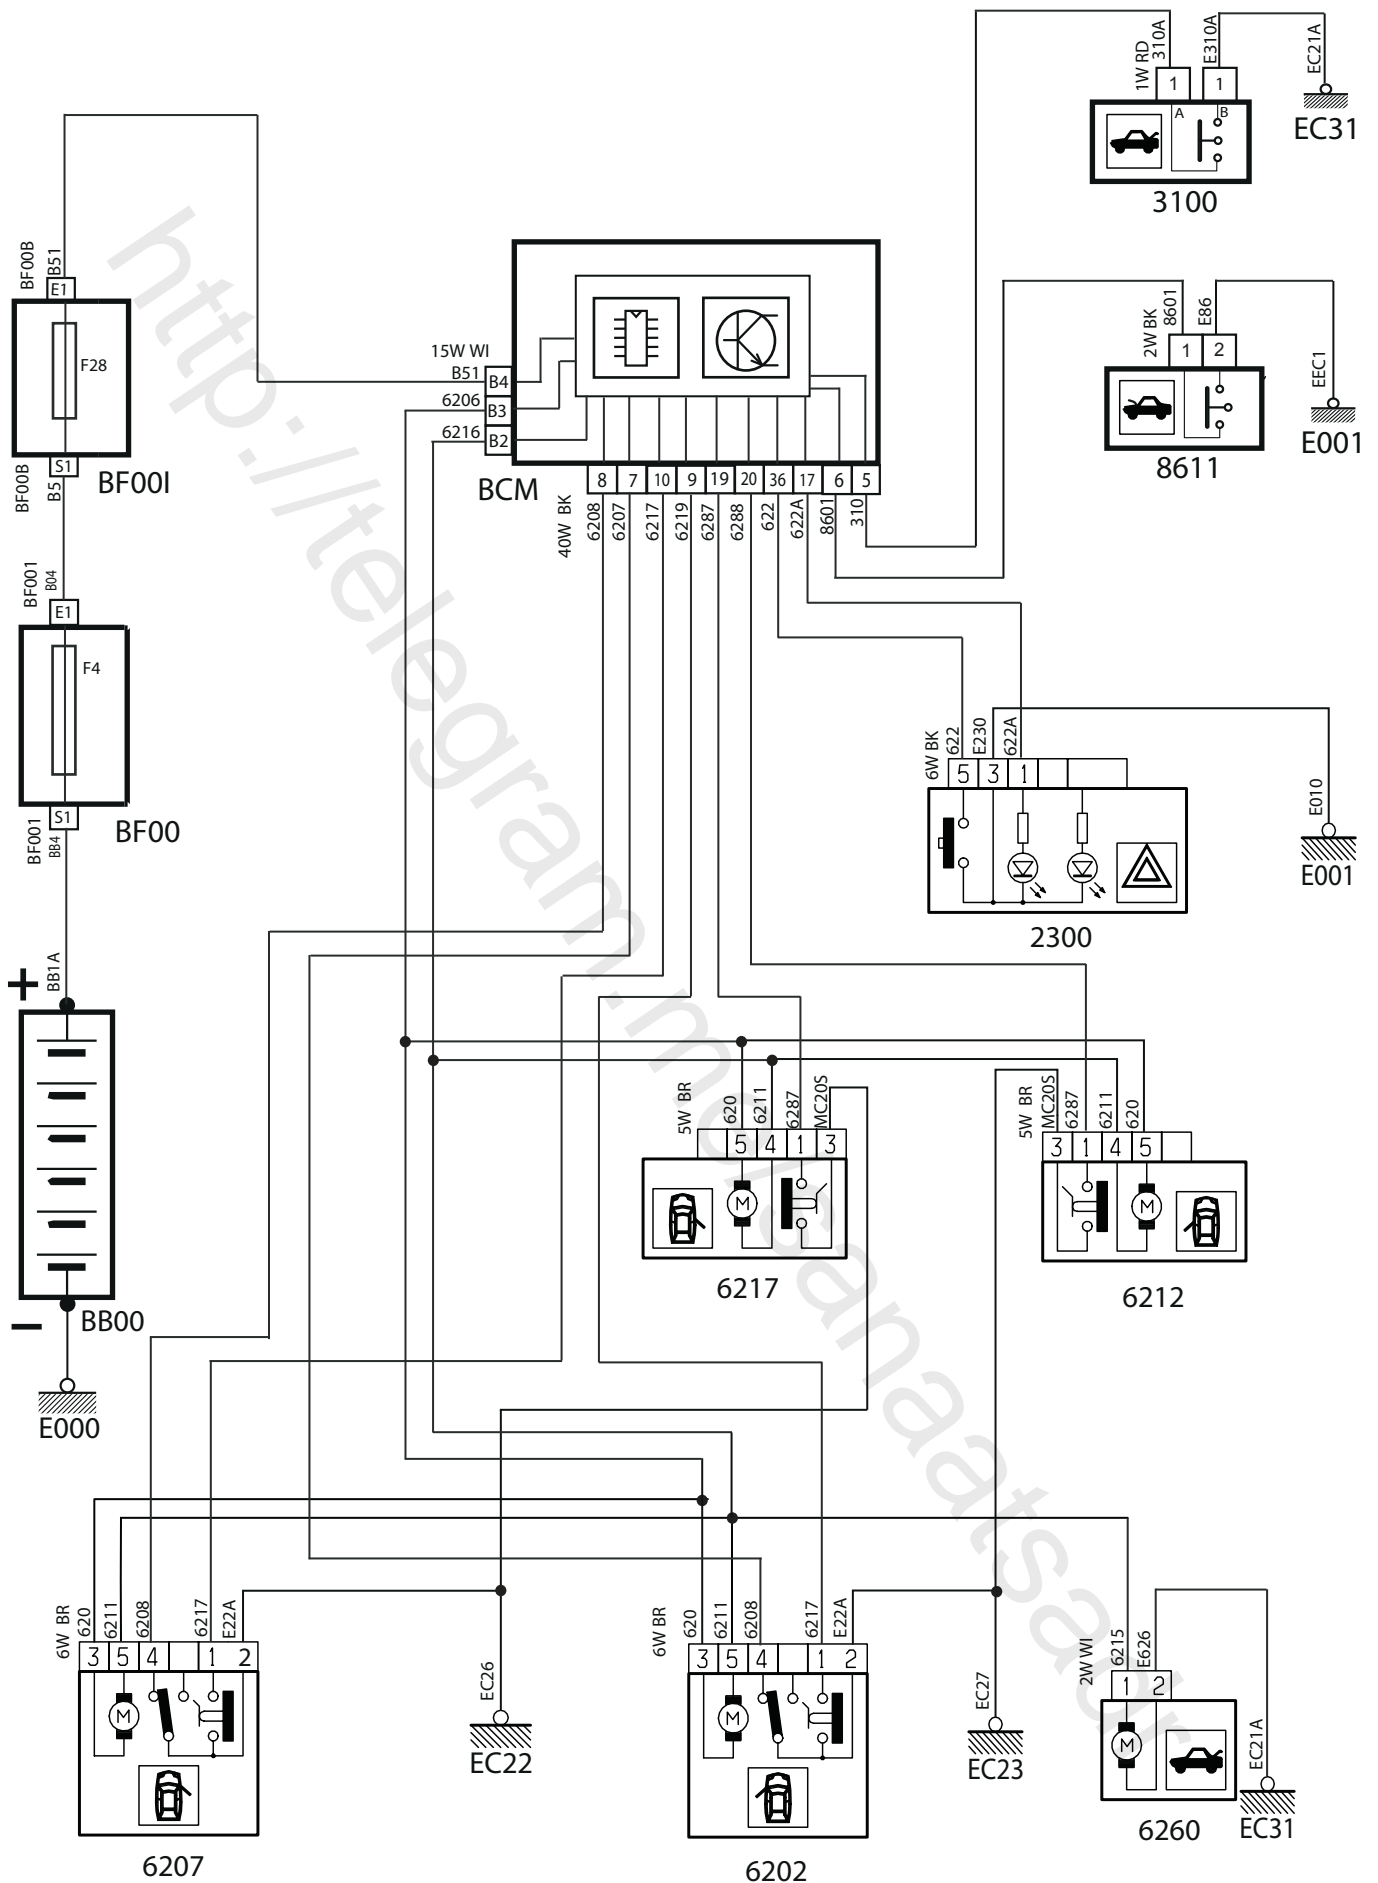 310A
E310A
EC21A
1W RD
1
1
A
B
EC31
3100
BF00B
B51
E1
F28
S1
BF00B
B5
BF00I
15W WI
B51
B4
6206
B3
6216
B2
BCM
8
7
10
9
19
20
36
17
6
5
40W BK
6208
6207
6217
6219
6287
6288
622
622A
8601
310
2W BK
8601
E86
1
2
EEC1
E001
8611
BF001
B04
E1
F4
S1
BF001
BB4
BF00
6W BK
622
E230
622A
5
3
1
E010
E001
2300
+
BB1A
BB00
−
E000
5W BR
620
6211
6287
MC20S
5
4
1
3
M
6217
5W BR
MC20S
6287
6211
620
3
1
4
5
M
6212
6W BR
620
6211
6208
6217
E22A
3
5
4
1
2
M
6207
EC26
EC22
6W BR
620
6211
6208
6217
E22A
3
5
4
1
2
M
6202
EC27
EC23
2W WI
6215
E626
1
2
M
EC21A
6260
EC31
http://telegram.me/sanaatsadr